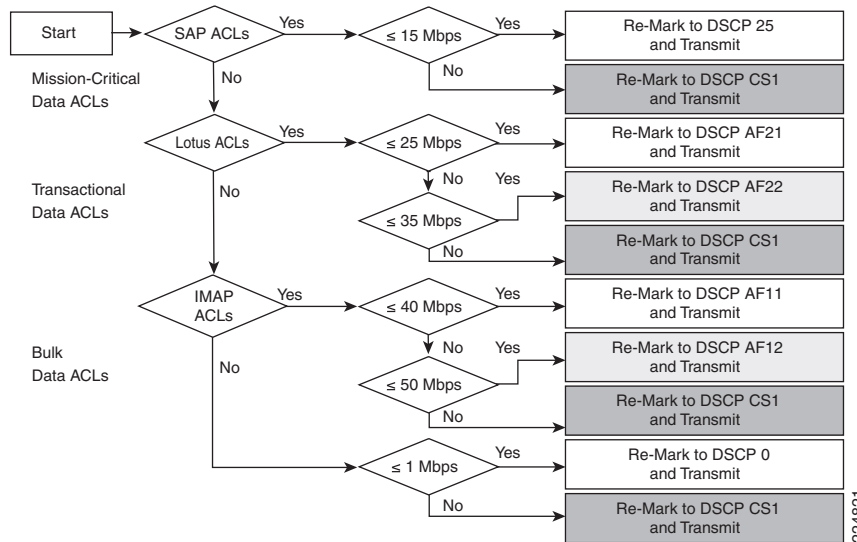 Start
SAP ACLs
Yes
≤ 15 Mbps
Yes
Re-Mark to DSCP 25
and Transmit
Mission-Critical
Data ACLs
No
No
Re-Mark to DSCP CS1
and Transmit
Lotus ACLs
Yes
≤ 25 Mbps
Yes
Re-Mark to DSCP AF21
and Transmit
Transactional
Data ACLs
No
No
Yes
Re-Mark to DSCP AF22
and Transmit
≤ 35 Mbps
No
Re-Mark to DSCP CS1
and Transmit
IMAP
ACLs
Yes
≤ 40 Mbps
Yes
Re-Mark to DSCP AF11
and Transmit
Bulk
Data ACLs
No
No
Yes
Re-Mark to DSCP AF12
and Transmit
≤ 50 Mbps
No
Re-Mark to DSCP CS1
and Transmit
≤ 1 Mbps
Yes
Re-Mark to DSCP 0
and Transmit
No
Re-Mark to DSCP CS1
and Transmit